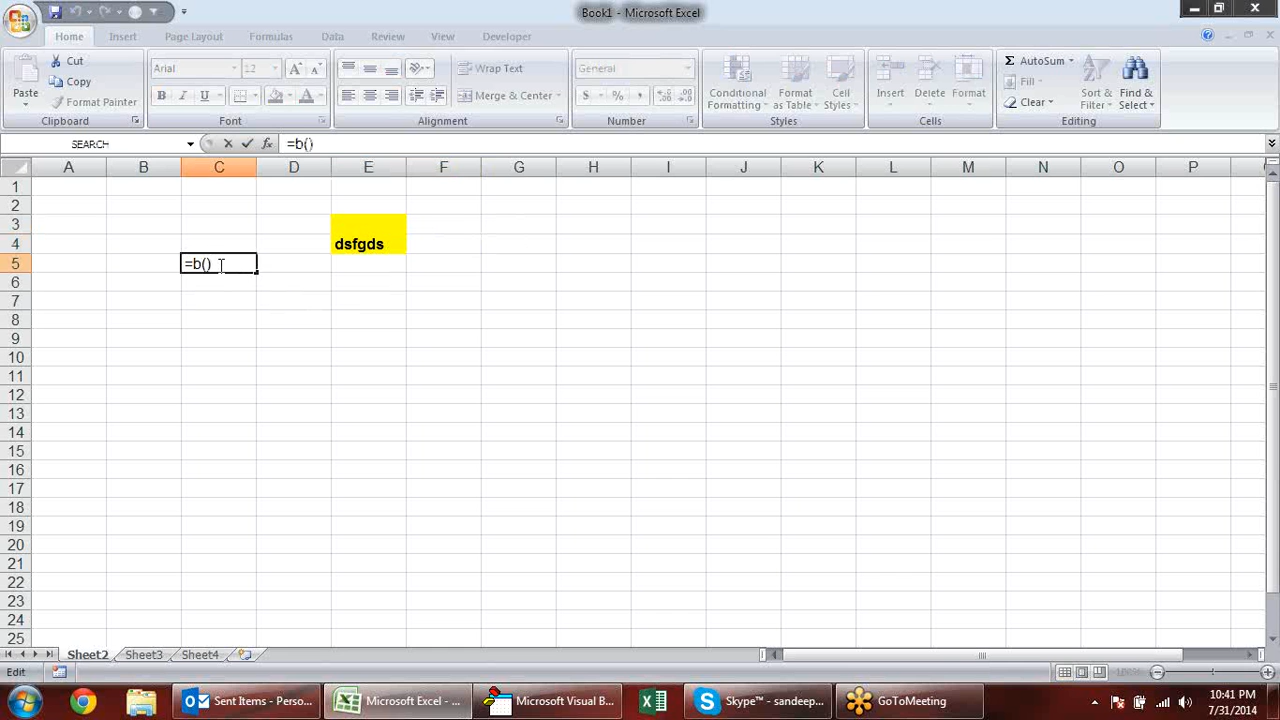 Book1 - Microsoft Excel
Home Insert Page Layout Formulas Data Review View Developer
Paste
Cut
Copy
Format Painter
Clipboard
Arial 12
B I U
Font
Wrap Text
Merge & Center
Alignment
General
$ % ,
Number
Conditional Formatting
Format as Table
Cell Styles
Styles
Insert Delete Format
Cells
Σ AutoSum
Fill
Clear
Sort & Filter
Find & Select
Editing
SEARCH =b()
A B C D E F G H I J K L M N O P
1
2
3
4 dsfgds
5 =b()
6
7
8
9
10
11
12
13
14
15
16
17
18
19
20
21
22
23
24
25
Sheet2 Sheet3 Sheet4
Edit
Sent Items - Perso...
Microsoft Excel - ...
Microsoft Visual B...
Skype™ - sandeep...
GoToMeeting
10:41 PM
7/31/2014